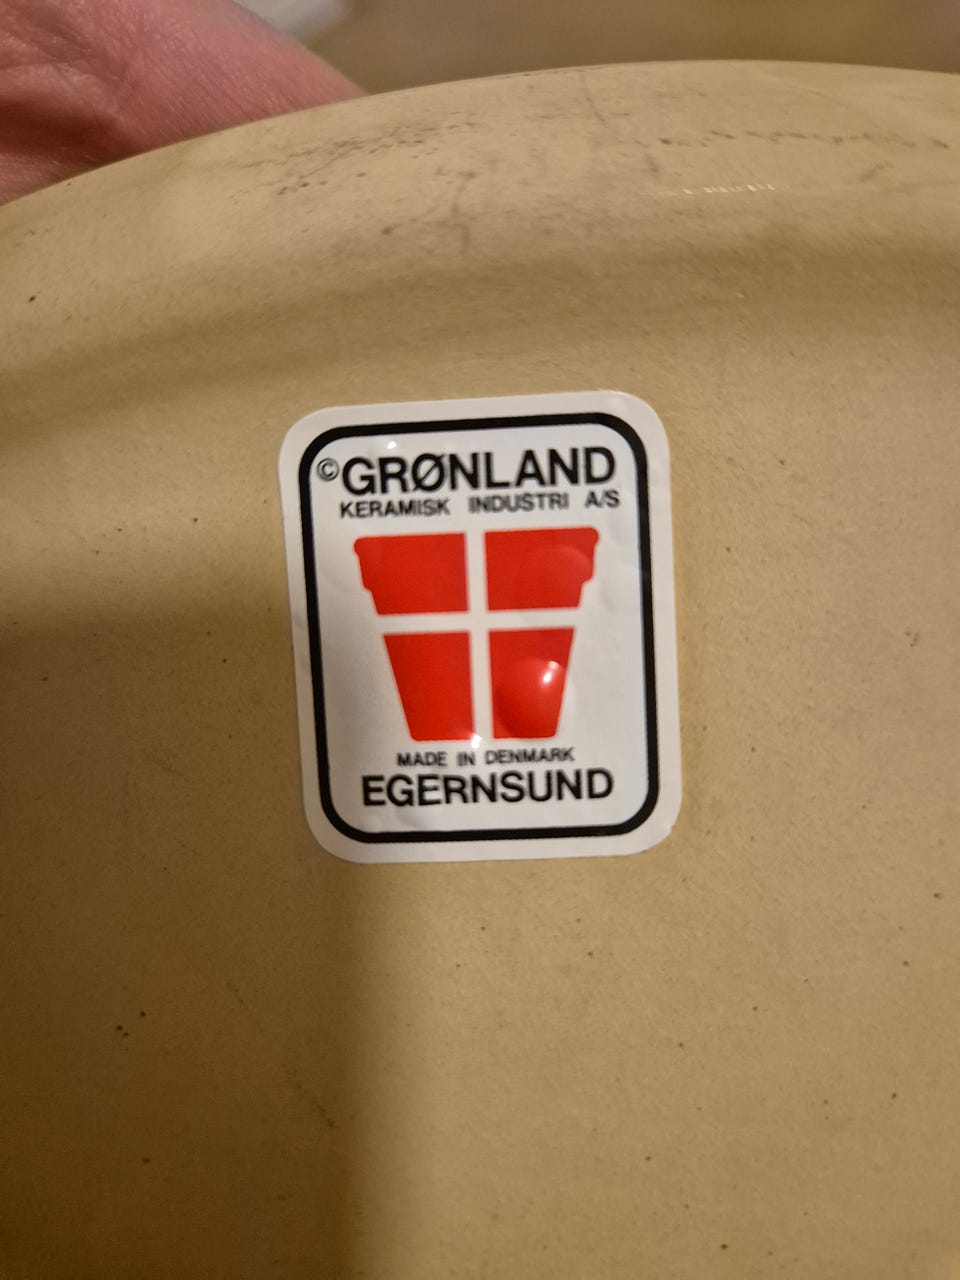 ©GRØNLAND
KERAMISK INDUSTRI A/S
MADE IN DENMARK
EGERNSUND